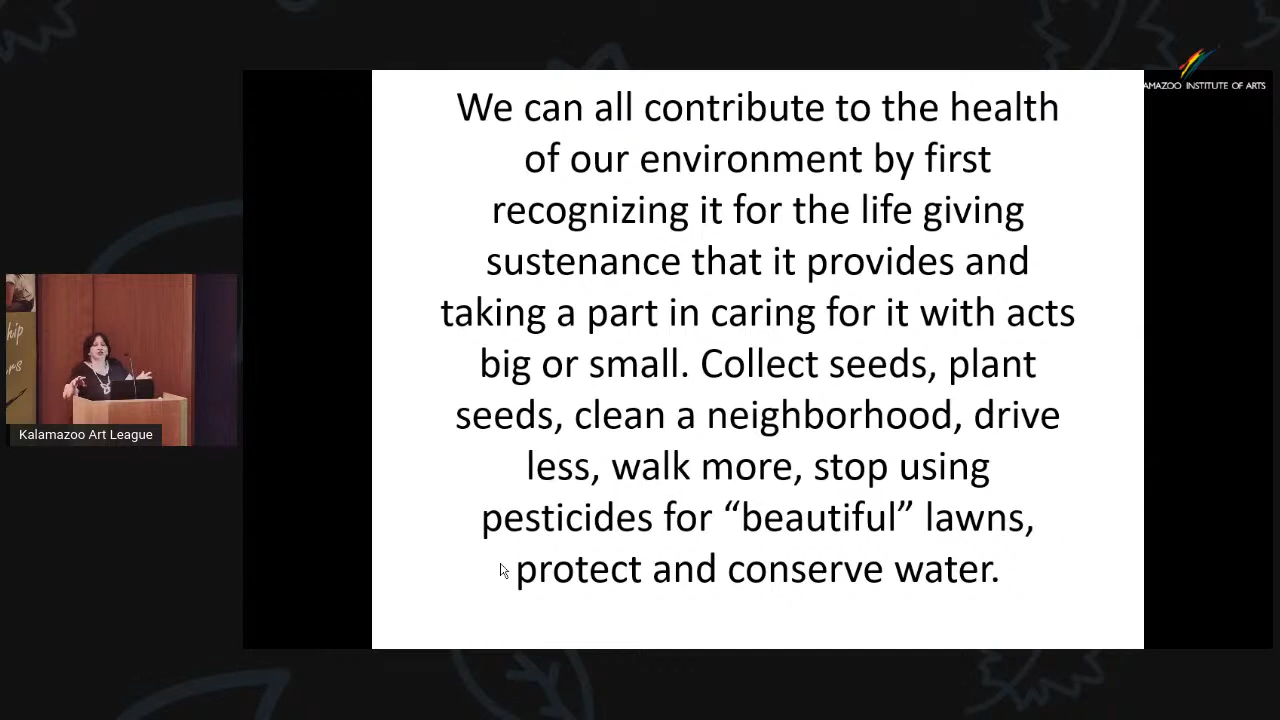 AMAZOO INSTITUTE OF ARTS
We can all contribute to the health
of our environment by first
recognizing it for the life giving
sustenance that it provides and
taking a part in caring for it with acts
big or small. Collect seeds, plant
seeds, clean a neighborhood, drive
less, walk more, stop using
pesticides for “beautiful” lawns,
protect and conserve water.
hip
ers
Kalamazoo Art League